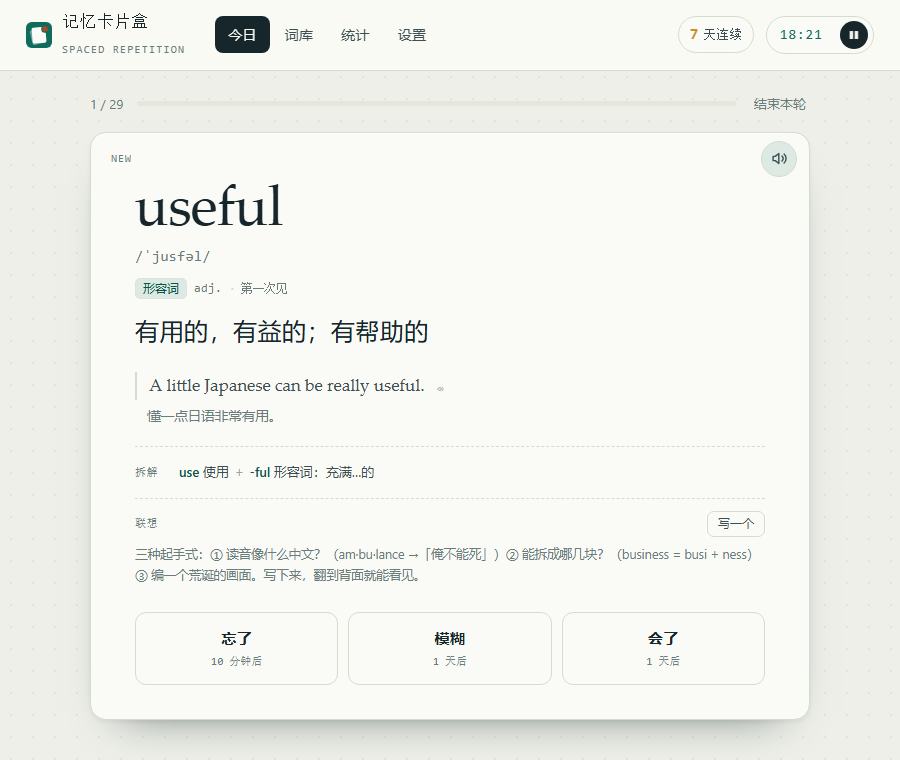 记忆卡片盒
SPACED REPETITION
今日 词库 统计 设置
7 天连续
18:21
1 / 29
结束本轮
NEW
useful
/ˈjusfəl/
形容词 adj. · 第一次见
有用的，有益的；有帮助的
A little Japanese can be really useful.
懂一点日语非常有用。
拆解 use 使用 + -ful 形容词：充满…的
联想
写一个
三种起手式：① 读音像什么中文？（am·bu·lance →「俺不能死」）② 能拆成哪几块？（business = busi + ness）
③ 编一个荒诞的画面。写下来，翻到背面就能看见。
忘了 模糊 会了
10 分钟后 1 天后 1 天后